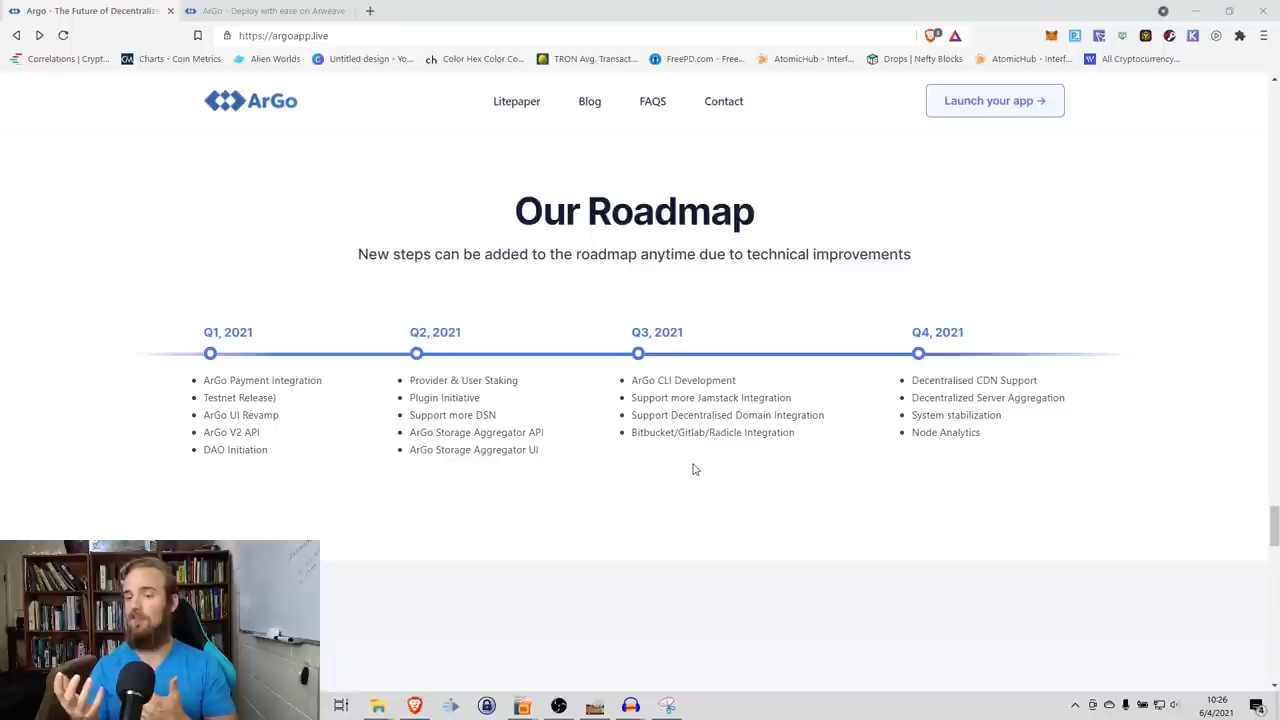 Argo - The Future of Decentraliz
ArGo - Deploy with ease on Arweave
https://argoapp.live
Correlations | Crypt...
Charts - Coin Metrics
Alien Worlds
Untitled design - Yo...
Color Hex Color Co...
TRON Avg. Transact...
FreePD.com - Free...
AtomicHub - Interf...
Drops | Nefty Blocks
AtomicHub - Interf...
All Cryptocurrency...
ArGo
Litepaper
Blog
FAQS
Contact
Launch your app →
Our Roadmap
New steps can be added to the roadmap anytime due to technical improvements
Q1, 2021
ArGo Payment Integration
Testnet Release)
ArGo UI Revamp
ArGo V2 API
DAO Initiation
Q2, 2021
Provider & User Staking
Plugin Initiative
Support more DSN
ArGo Storage Aggregator API
ArGo Storage Aggregator UI
Q3, 2021
ArGo CLI Development
Support more Jamstack Integration
Support Decentralised Domain Integration
Bitbucket/Gitlab/Radicle Integration
Q4, 2021
Decentralised CDN Support
Decentralized Server Aggregation
System stabilization
Node Analytics
10:26
6/4/2021